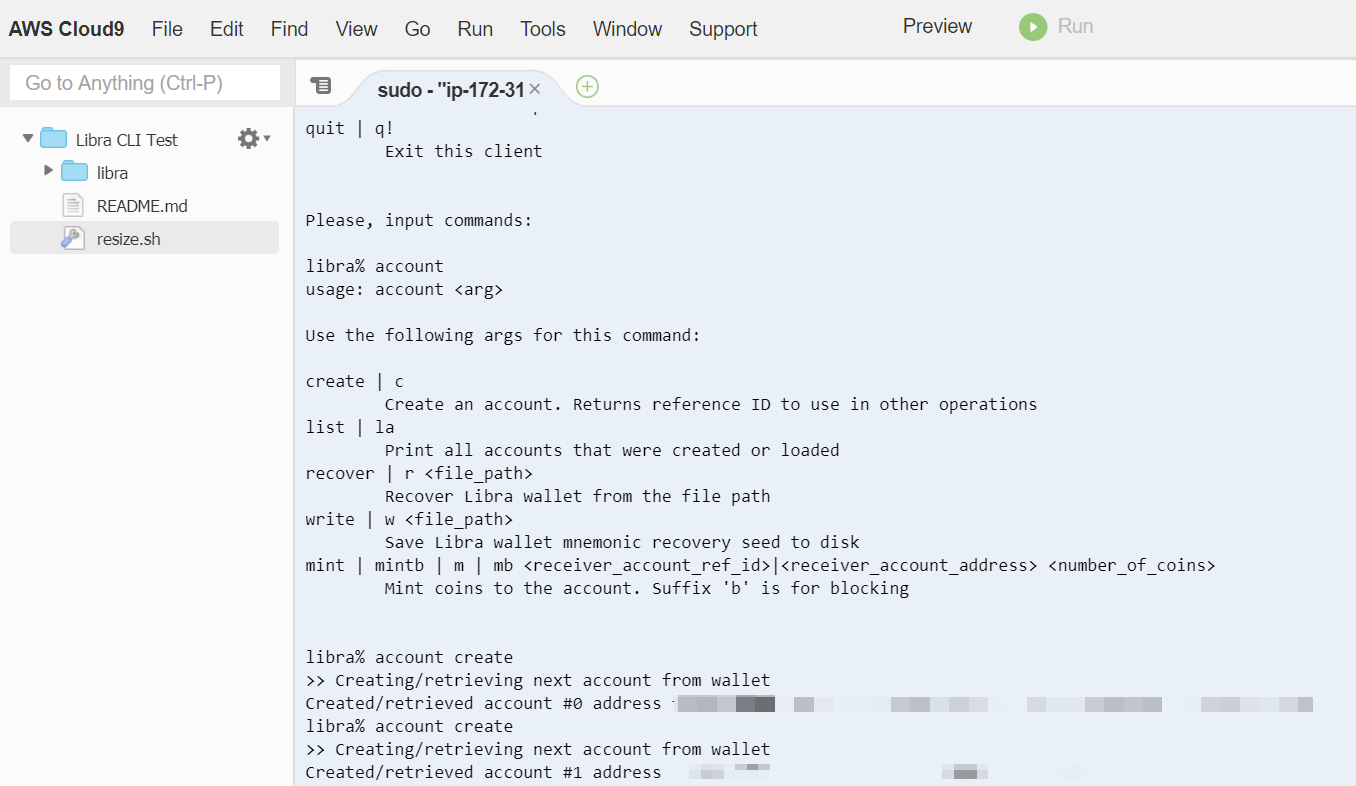 AWS Cloud9 File Edit Find View Go Run Tools Window Support Preview Run
Go to Anything (Ctrl-P)
sudo - "ip-172-31
Libra CLI Test
libra
README.md
resize.sh
quit | q!
Exit this client
Please, input commands:
libra% account
usage: account <arg>
Use the following args for this command:
create | c
Create an account. Returns reference ID to use in other operations
list | la
Print all accounts that were created or loaded
recover | r <file_path>
Recover Libra wallet from the file path
write | w <file_path>
Save Libra wallet mnemonic recovery seed to disk
mint | mintb | m | mb <receiver_account_ref_id>|<receiver_account_address> <number_of_coins>
Mint coins to the account. Suffix 'b' is for blocking
libra% account create
>> Creating/retrieving next account from wallet
Created/retrieved account #0 address
libra% account create
>> Creating/retrieving next account from wallet
Created/retrieved account #1 address